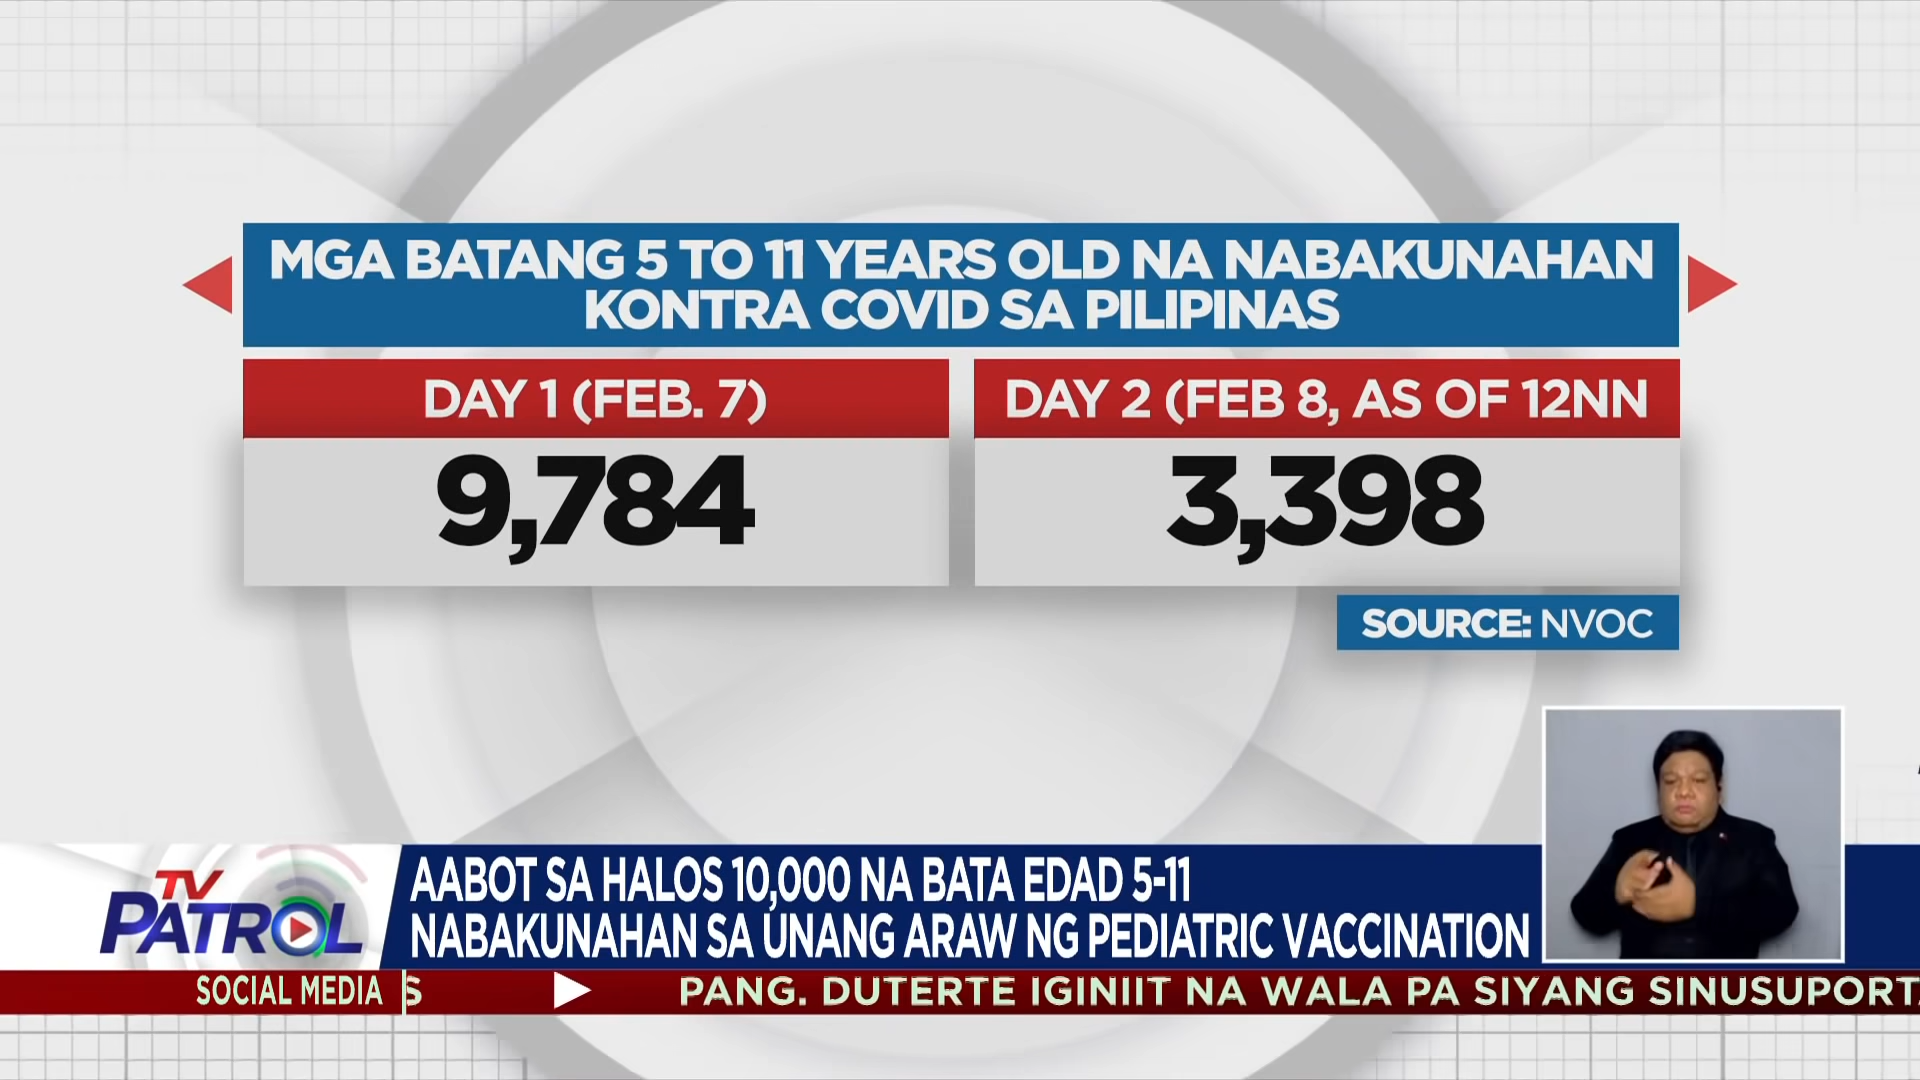 MGA BATANG 5 TO 11 YEARS OLD NA NABAKUNAHAN
KONTRA COVID SA PILIPINAS
DAY 1 (FEB. 7)
9,784
DAY 2 (FEB 8, AS OF 12NN
3,398
SOURCE: NVOC
TV
PATROL
AABOT SA HALOS 10,000 NA BATA EDAD 5-11
NABAKUNAHAN SA UNANG ARAW NG PEDIATRIC VACCINATION
SOCIAL MEDIA
S
PANG. DUTERTE IGINIIT NA WALA PA SIYANG SINUSUPORT